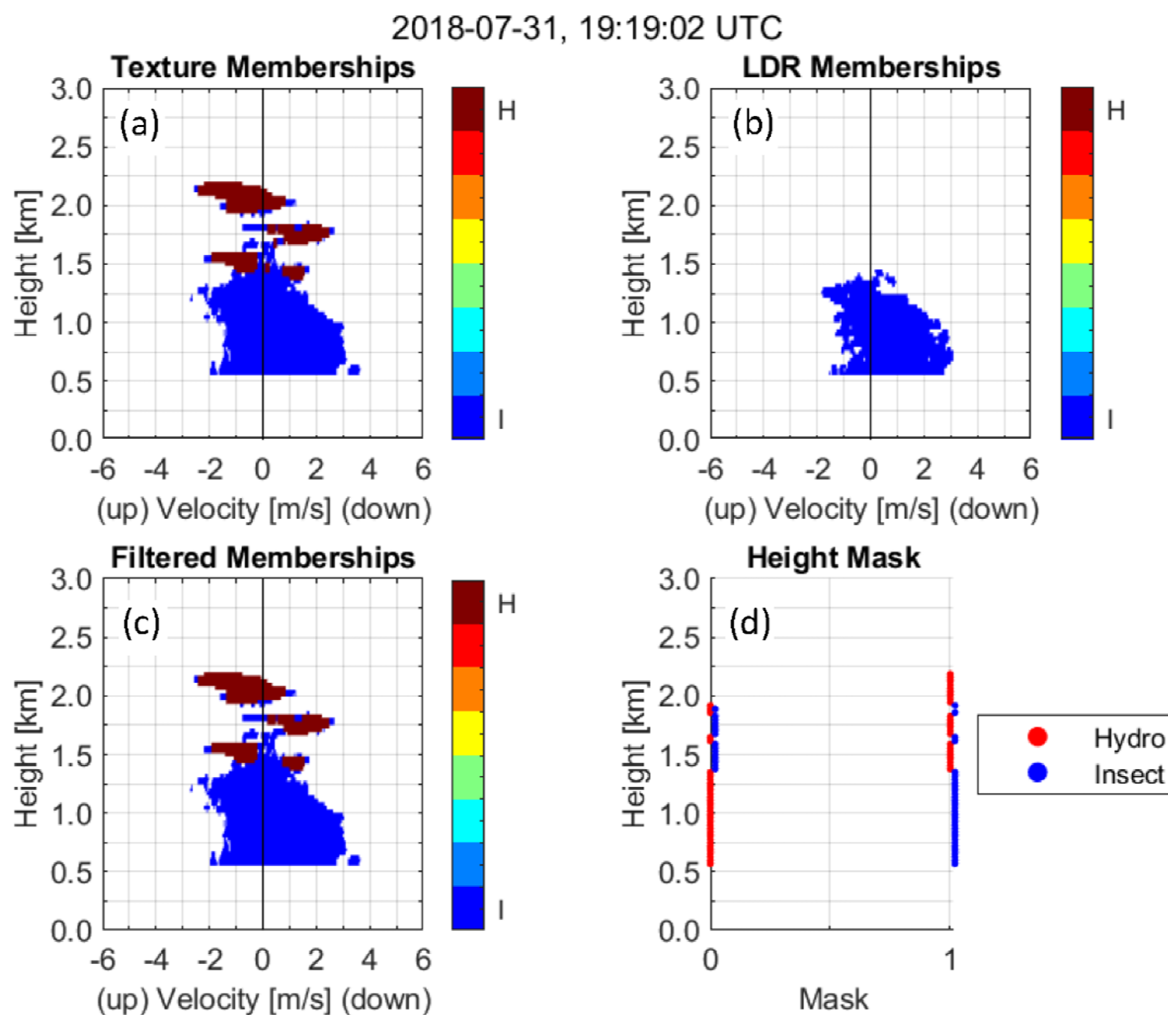 2018-07-31, 19:19:02 UTC
Texture Memberships
(a)
3.0
2.5
2.0
1.5
1.0
0.5
0.0
Height [km]
-6 -4 -2 0 2 4 6
(up) Velocity [m/s] (down)
H
I
LDR Memberships
(b)
3.0
2.5
2.0
1.5
1.0
0.5
0.0
Height [km]
-6 -4 -2 0 2 4 6
(up) Velocity [m/s] (down)
H
I
Filtered Memberships
(c)
3.0
2.5
2.0
1.5
1.0
0.5
0.0
Height [km]
-6 -4 -2 0 2 4 6
(up) Velocity [m/s] (down)
H
I
Height Mask
(d)
3.0
2.5
2.0
1.5
1.0
0.5
0.0
Height [km]
0 1
Mask
Hydro
Insect